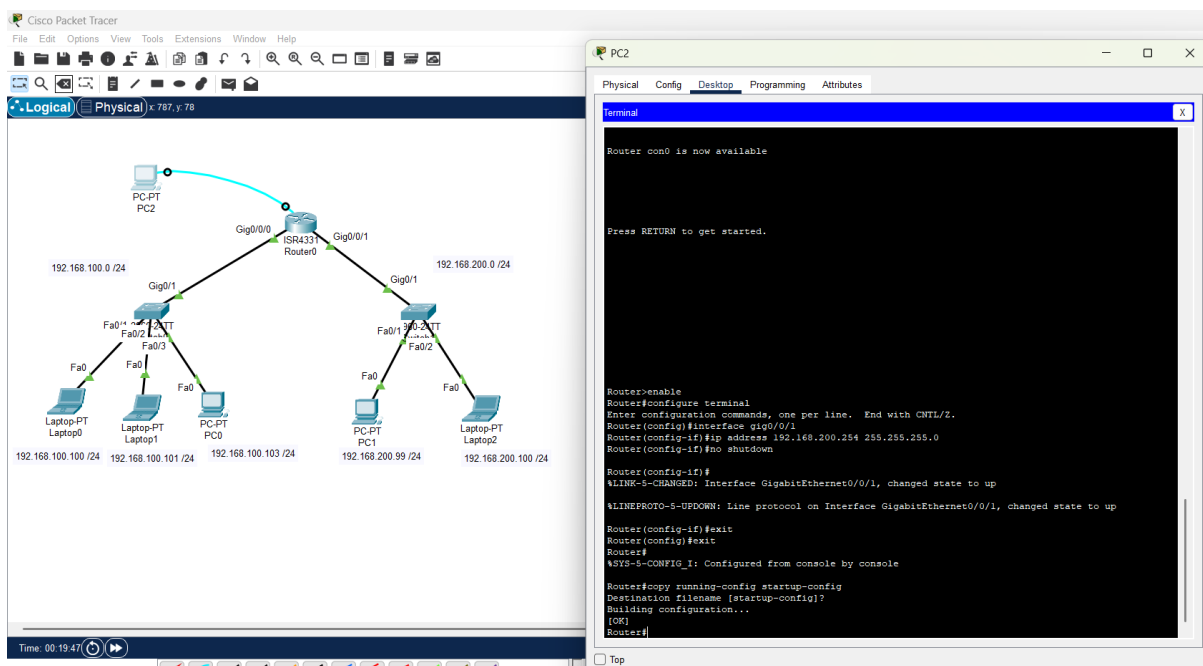 Cisco Packet Tracer
File Edit Options View Tools Extensions Window Help
Logical Physical x: 787, y: 78
PC-PT
PC2
Gig0/0/0
ISR4331
Router0
Gig0/0/1
192.168.100.0 /24
192.168.200.0 /24
Gig0/1
Gig0/1
Fa0/2
Fa0/3
Fa0/1
Fa0/2
Fa0
Fa0
Fa0
Fa0
Fa0
Laptop-PT
Laptop0
Laptop-PT
Laptop1
PC-PT
PC0
PC-PT
PC1
Laptop-PT
Laptop2
192.168.100.100 /24
192.168.100.101 /24
192.168.100.103 /24
192.168.200.99 /24
192.168.200.100 /24
Time: 00:19:47
PC2
Physical Config Desktop Programming Attributes
Terminal
X
Router con0 is now available
Press RETURN to get started.
Router>enable
Router#configure terminal
Enter configuration commands, one per line. End with CNTL/Z.
Router(config)#interface gig0/0/1
Router(config-if)#ip address 192.168.200.254 255.255.255.0
Router(config-if)#no shutdown
Router(config-if)#
%LINK-5-CHANGED: Interface GigabitEthernet0/0/1, changed state to up
%LINEPROTO-5-UPDOWN: Line protocol on Interface GigabitEthernet0/0/1, changed state to up
Router(config-if)#exit
Router(config)#exit
Router#
%SYS-5-CONFIG_I: Configured from console by console
Router#copy running-config startup-config
Destination filename [startup-config]?
Building configuration...
[OK]
Router#
Top